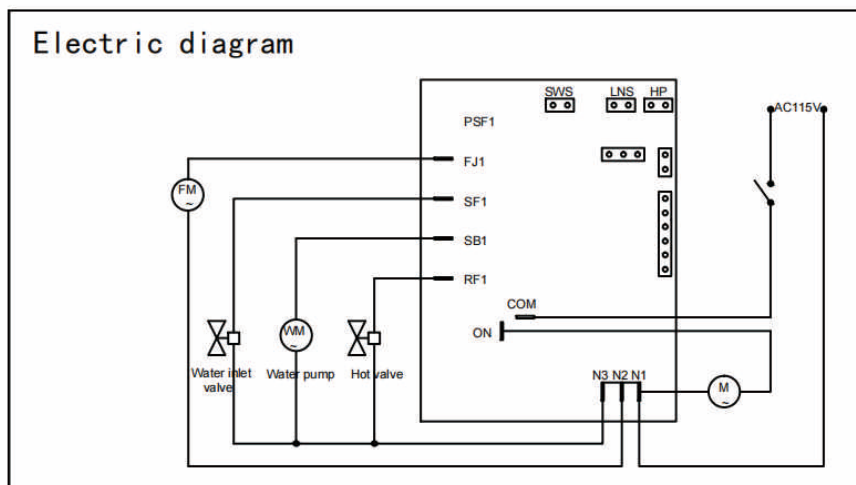 Electric diagram
SWS LNS HP
AC115V
PSF1
FJ1
FM
~
SF1
SB1
RF1
COM
WM
~
ON
Water inlet
valve
Water pump
Hot valve
N3 N2 N1
M
~